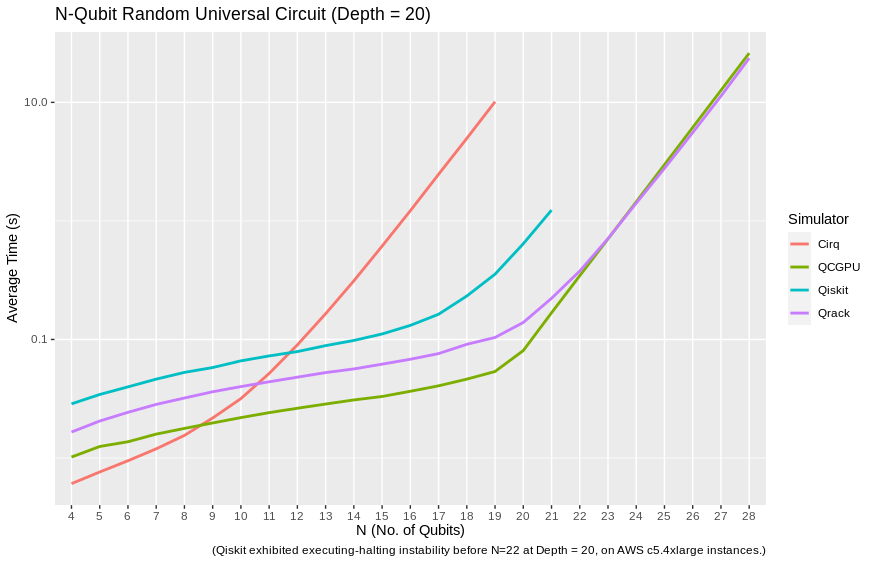 N-Qubit Random Universal Circuit (Depth = 20)
Average Time (s)
10.0
0.1
4 5 6 7 8 9 10 11 12 13 14 15 16 17 18 19 20 21 22 23 24 25 26 27 28
N (No. of Qubits)
(Qiskit exhibited executing-halting instability before N=22 at Depth = 20, on AWS c5.4xlarge instances.)
Simulator
Cirq
QCGPU
Qiskit
Qrack